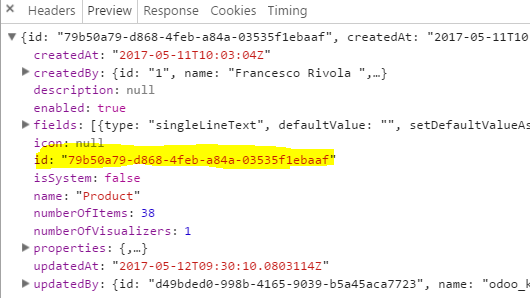 × Headers Preview Response Cookies Timing
▼{id: "79b50a79-d868-4feb-a84a-03535f1ebaaf", createdAt: "2017-05-11T10
createdAt: "2017-05-11T10:03:04Z"
▶createdBy: {id: "1", name: "Francesco Rivola ",…}
description: null
enabled: true
▶fields: [{type: "singleLineText", defaultValue: "", setDefaultValueAs
icon: null
id: "79b50a79-d868-4feb-a84a-03535f1ebaaf"
isSystem: false
name: "Product"
numberOfItems: 38
numberOfVisualizers: 1
▶properties: {,…}
updatedAt: "2017-05-12T09:30:10.0803114Z"
▶updatedBy: {id: "d49bded0-998b-4165-9039-b5a45aca7723", name: "odoo_k